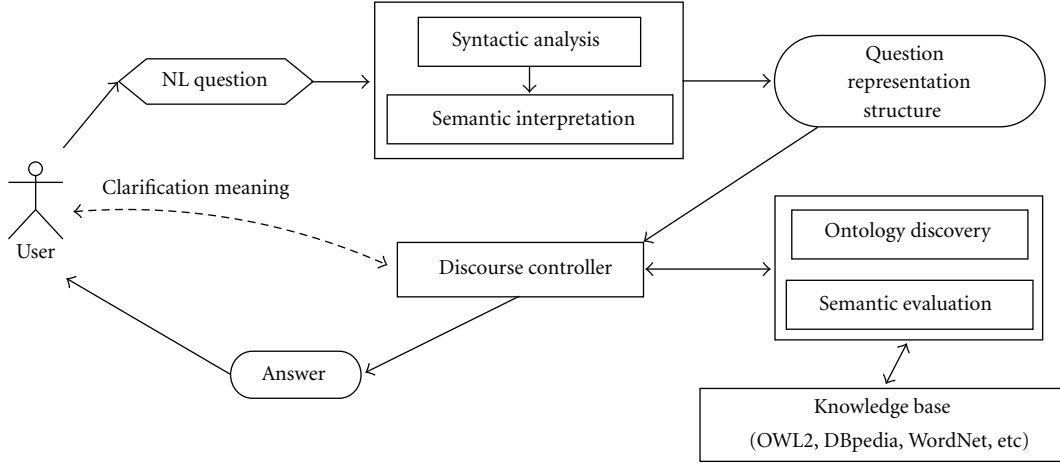 Syntactic analysis
NL question
Question
representation
structure
Semantic interpretation
Clarification meaning
User
Ontology discovery
Discourse controller
Semantic evaluation
Answer
Knowledge base
(OWL2, DBpedia, WordNet, etc)